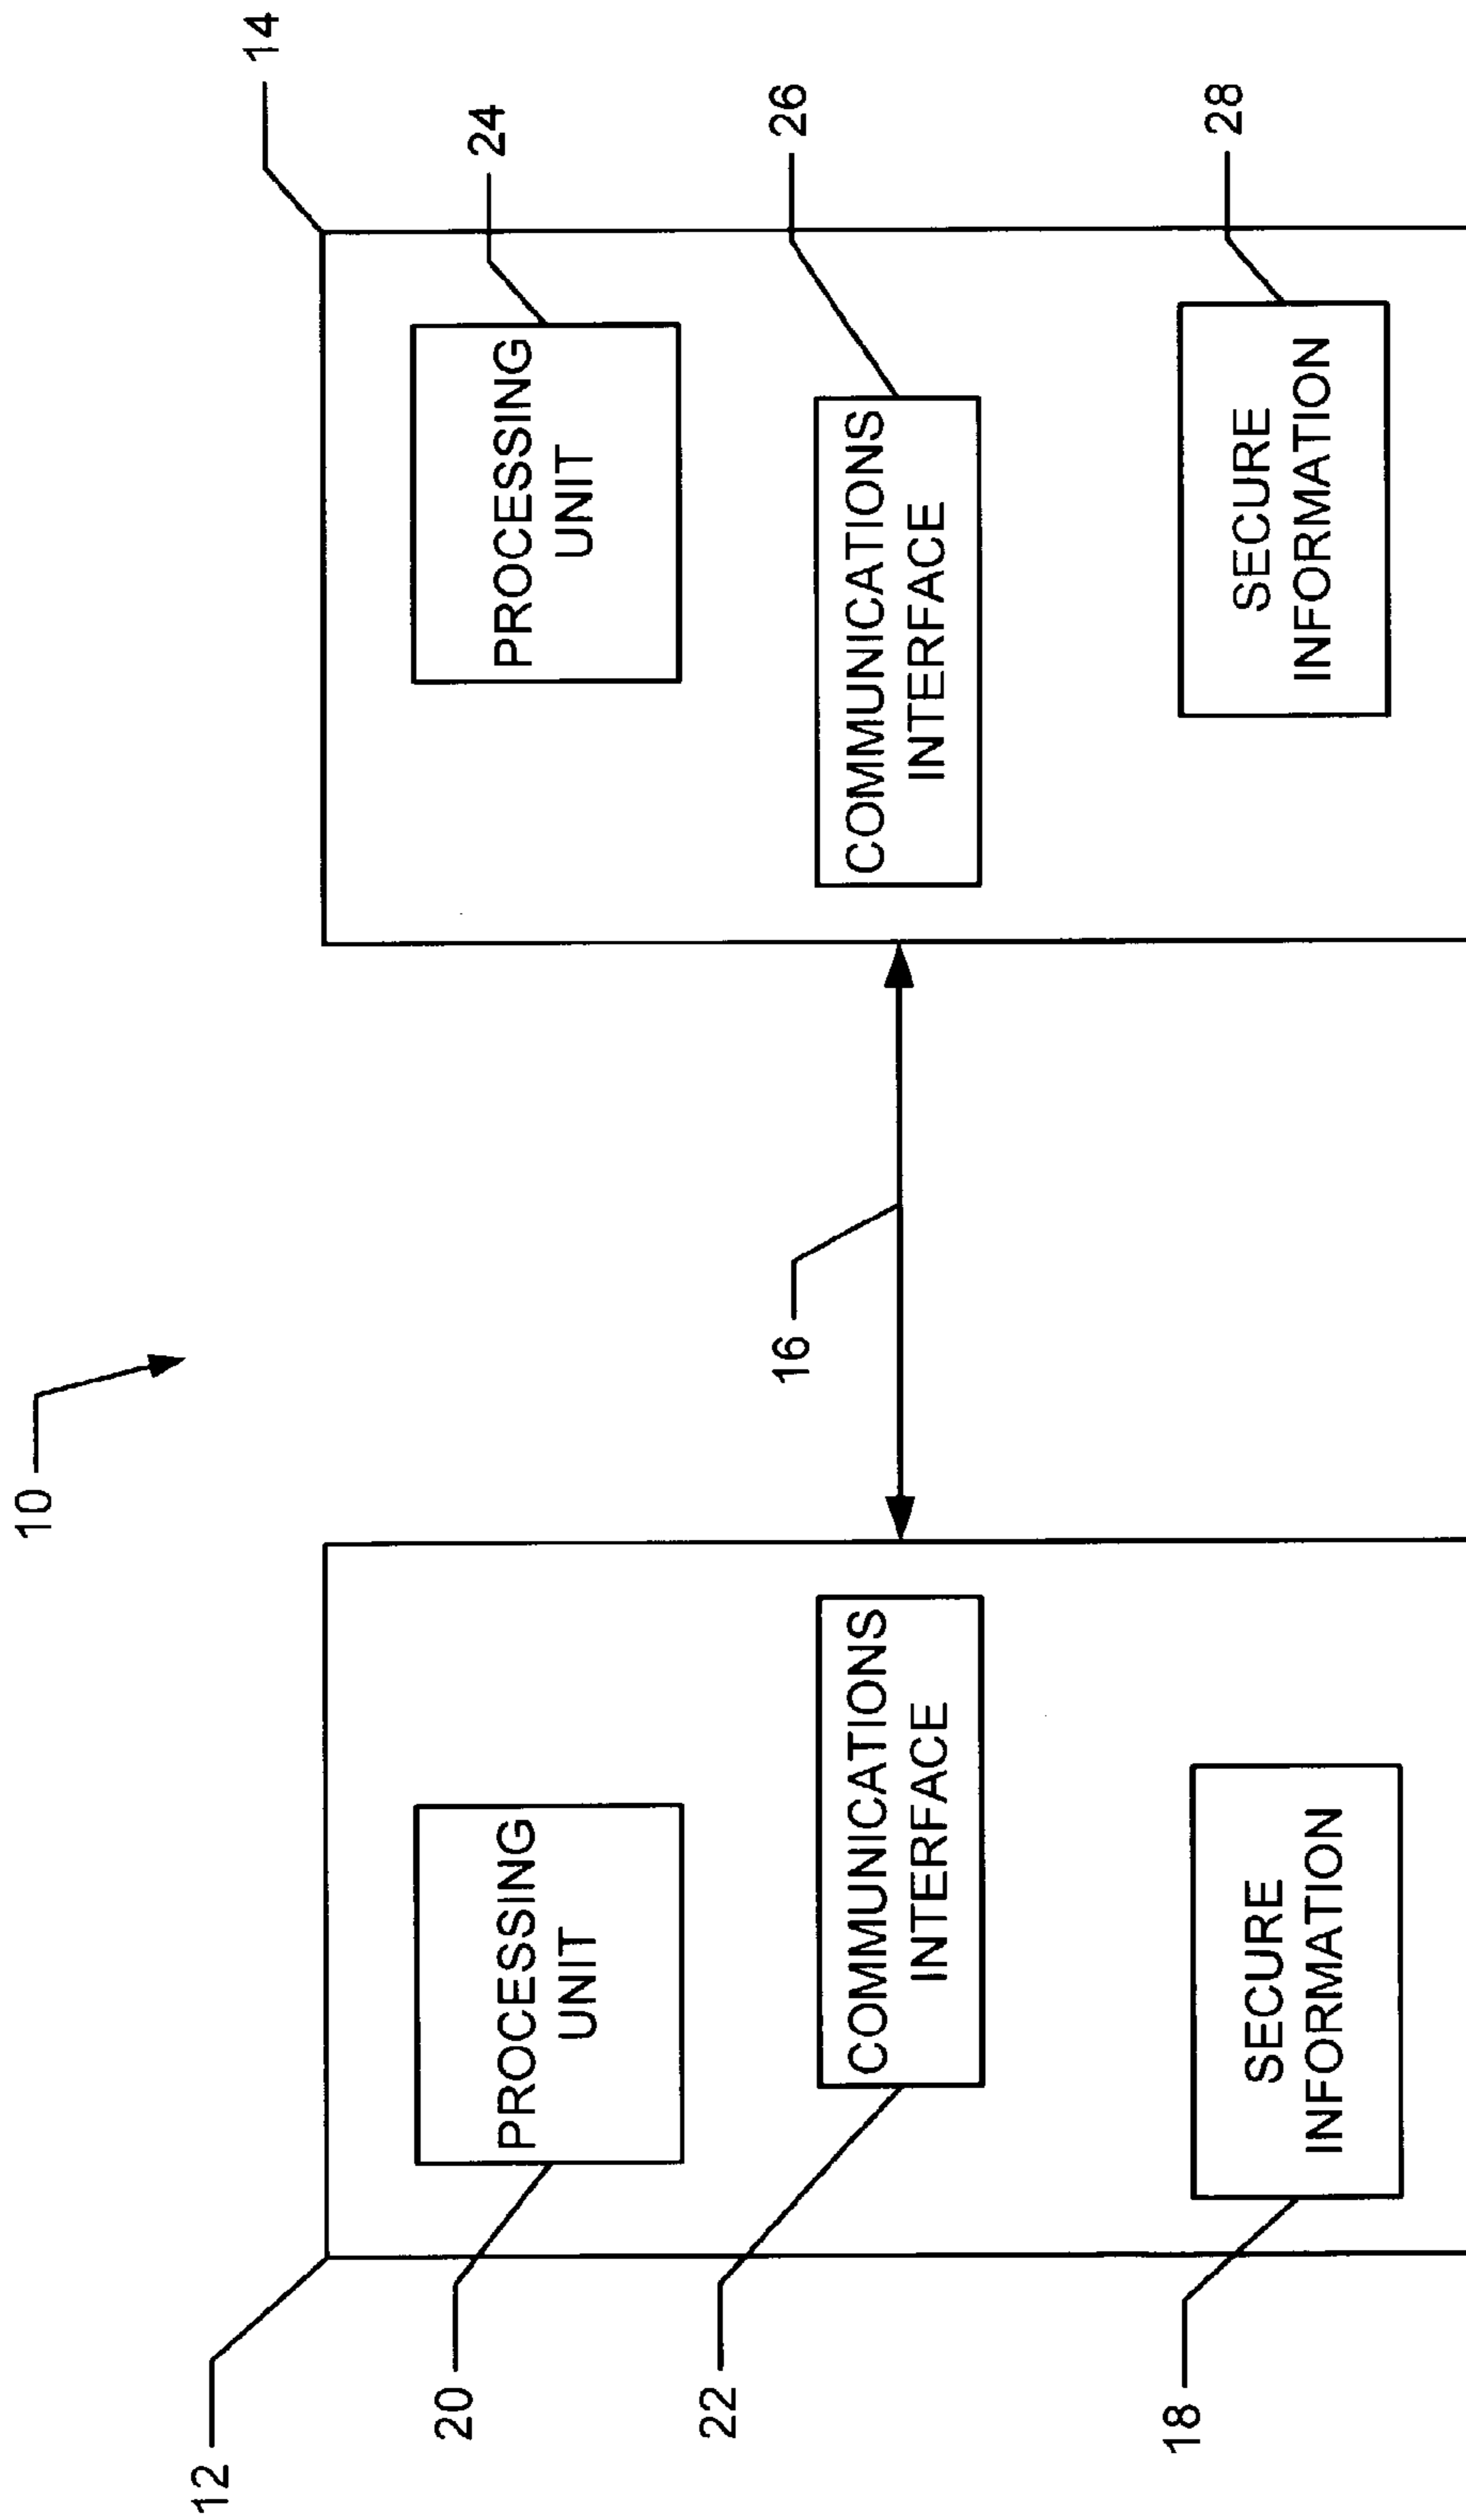 10
12
14
20
PROCESSING
UNIT
24
PROCESSING
UNIT
22
COMMUNICATIONS
INTERFACE
16
26
COMMUNICATIONS
INTERFACE
18
SECURE
INFORMATION
28
SECURE
INFORMATION